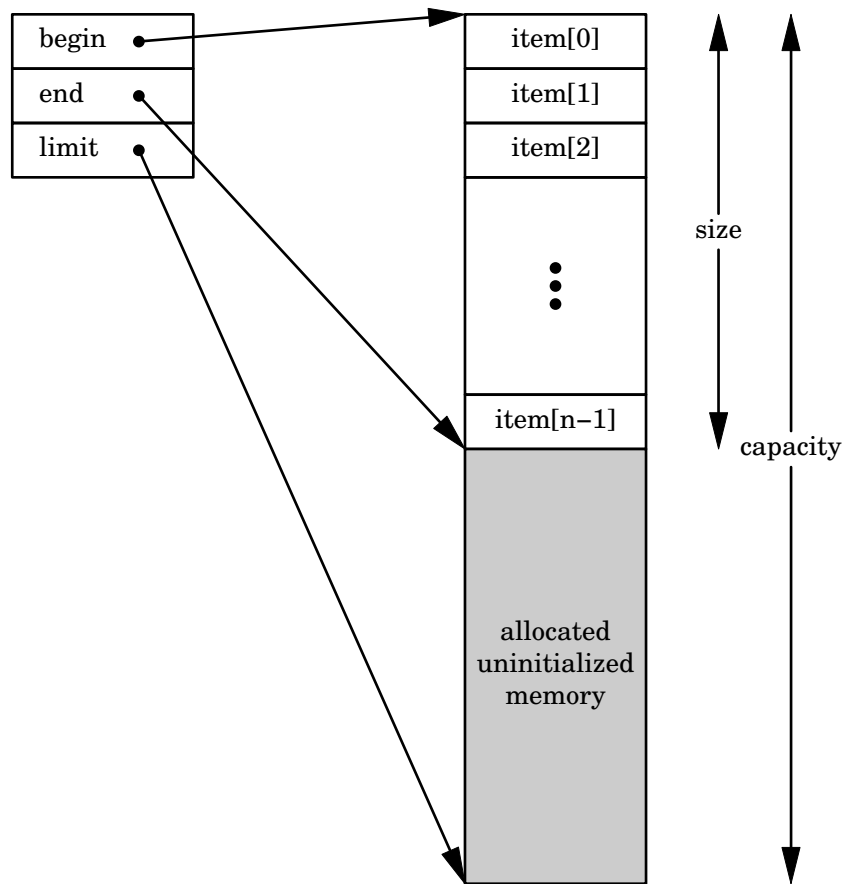 begin
end
limit
item[0]
item[1]
item[2]
item[n−1]
allocated
uninitialized
memory
size
capacity